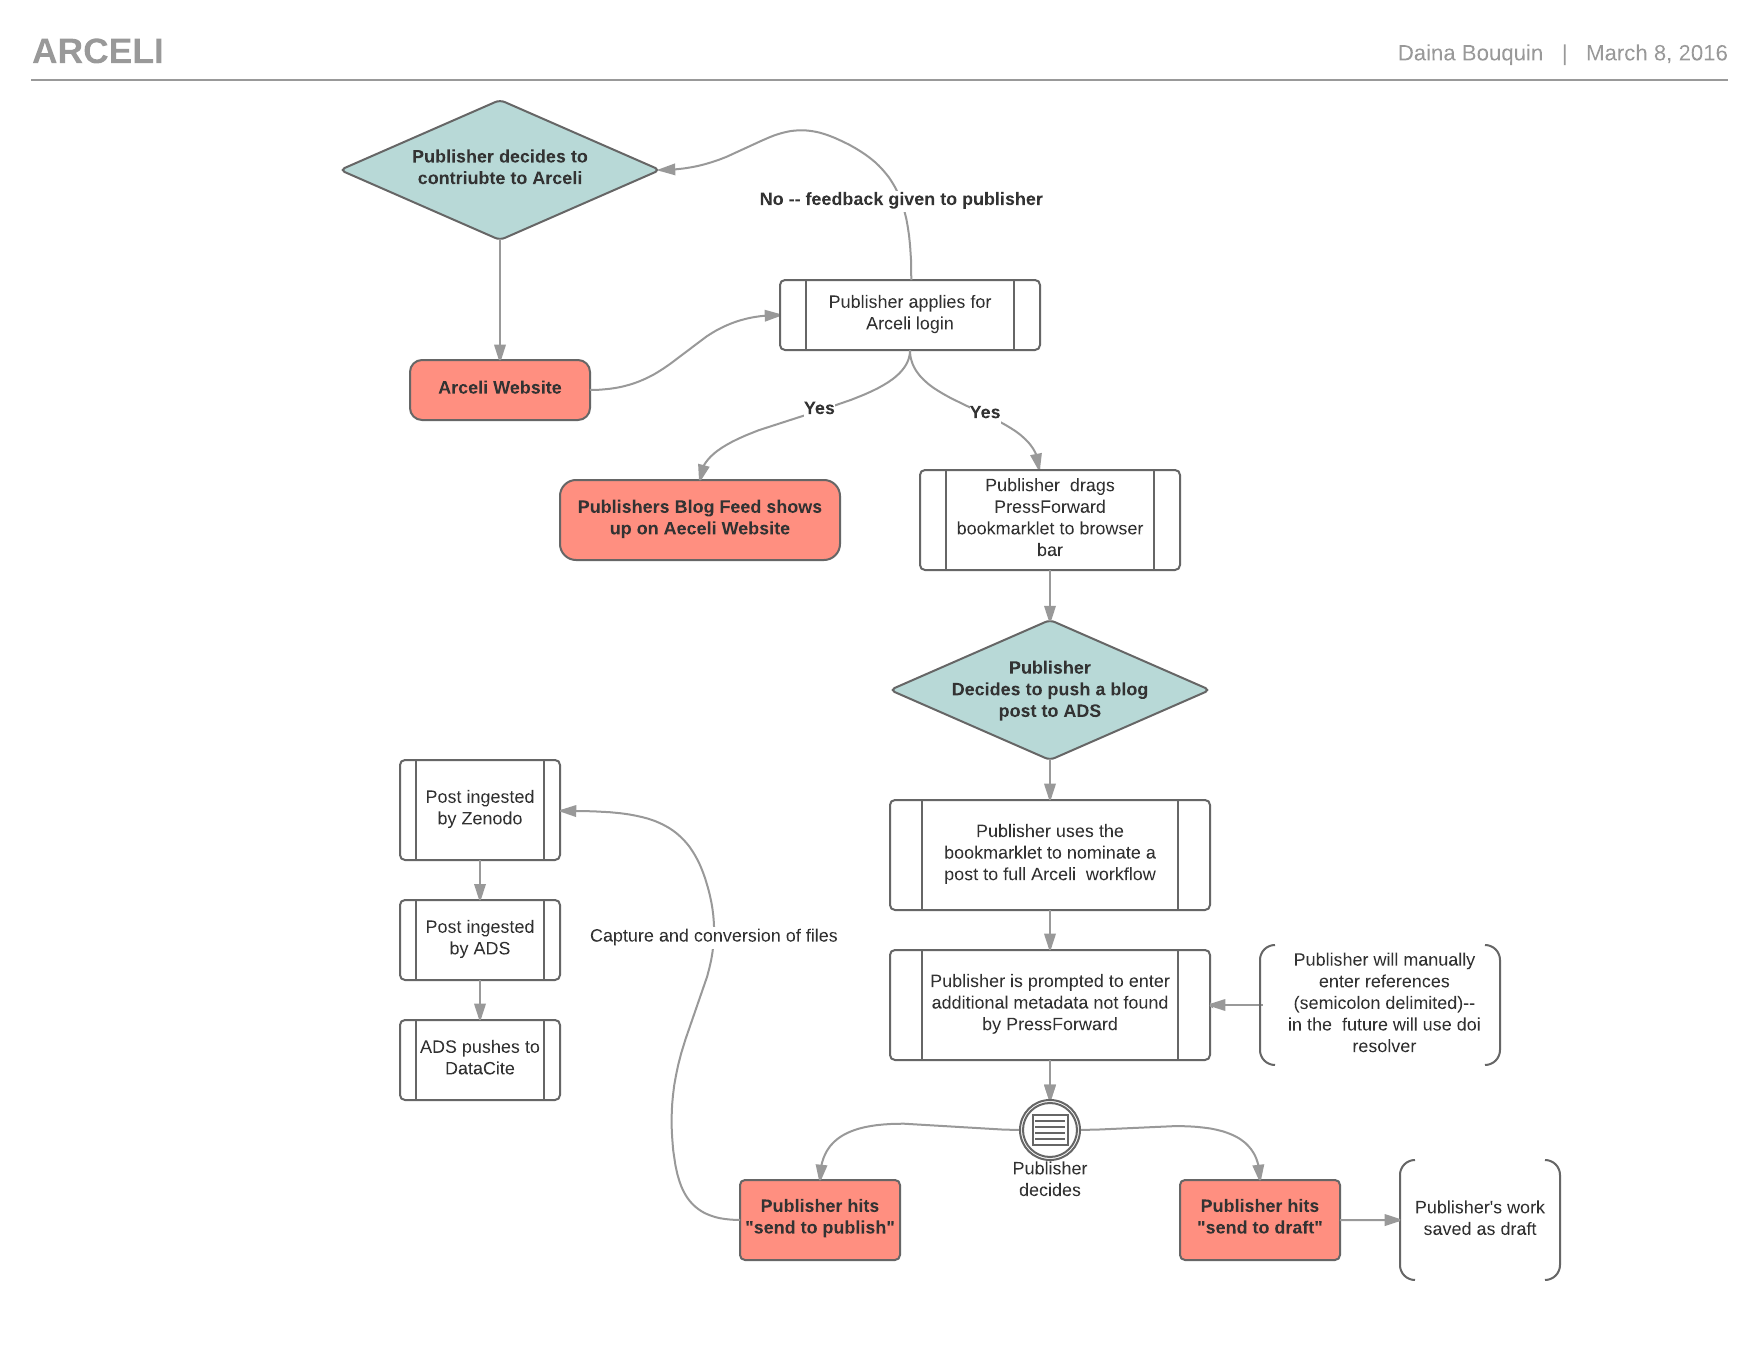 ARCELI
Daina Bouquin | March 8, 2016
Publisher decides to
contriubte to Arceli
No -- feedback given to publisher
Publisher applies for
Arceli login
Arceli Website
Yes
Yes
Publishers Blog Feed shows
up on Aeceli Website
Publisher drags
PressForward
bookmarklet to browser
bar
Publisher
Decides to push a blog
post to ADS
Publisher uses the
bookmarklet to nominate a
post to full Arceli workflow
Publisher is prompted to enter
additional metadata not found
by PressForward
Publisher will manually
enter references
(semicolon delimited)--
in the future will use doi
resolver
Publisher
decides
Publisher hits
"send to publish"
Publisher hits
"send to draft"
Publisher's work
saved as draft
Capture and conversion of files
Post ingested
by Zenodo
Post ingested
by ADS
ADS pushes to
DataCite